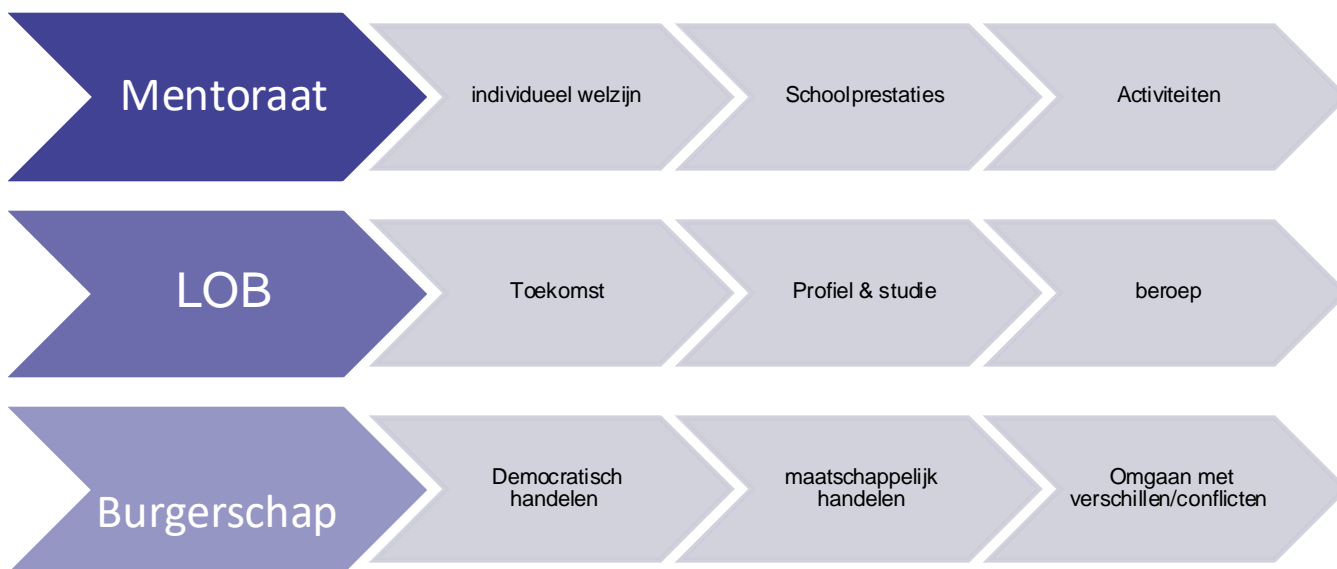 Mentoraat
individueel welzijn
Schoolprestaties
Activiteiten
LOB
Toekomst
Profiel & studie
beroep
Burgerschap
Democratisch
handelen
maatschappelijk
handelen
Omgaan met
verschillen/conflicten